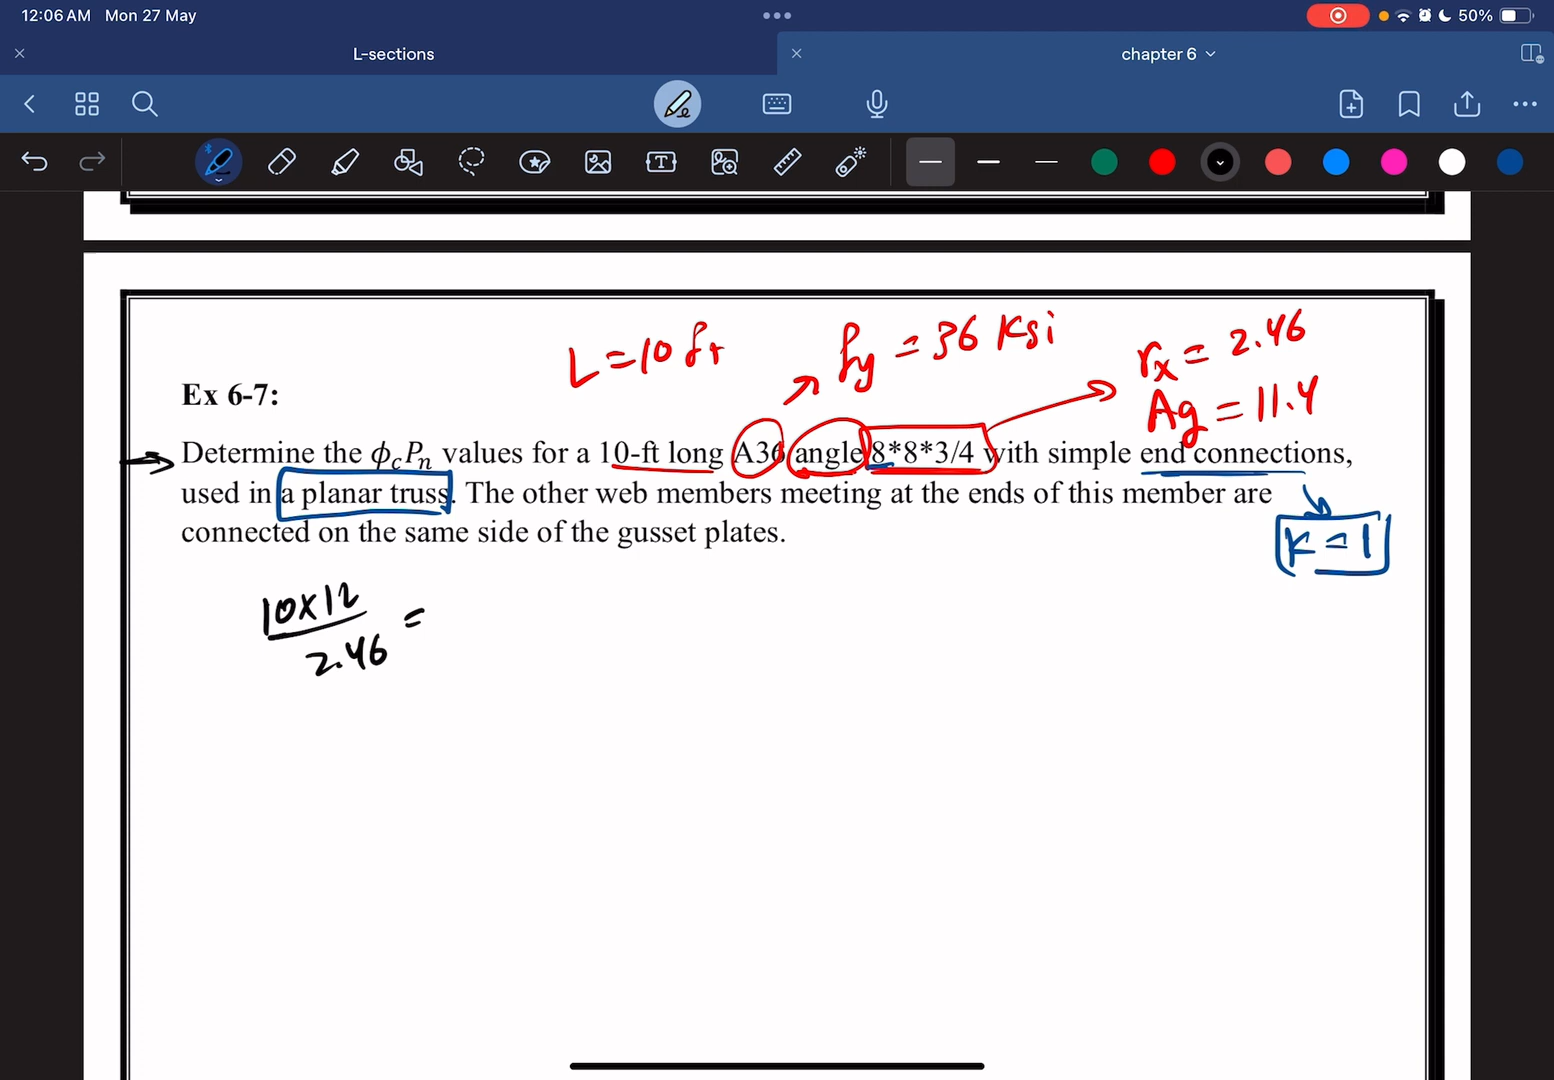 12:06 AM Mon 27 May
50%
L-sections
chapter 6
L = 10 ft
fy = 36 Ksi
rx = 2.46
Ag = 11.4
Ex 6-7:
Determine the ϕcPn values for a 10-ft long A36 angle 8*8*3/4 with simple end connections,
used in a planar truss. The other web members meeting at the ends of this member are
connected on the same side of the gusset plates.
K = 1
10x12
2.46
=